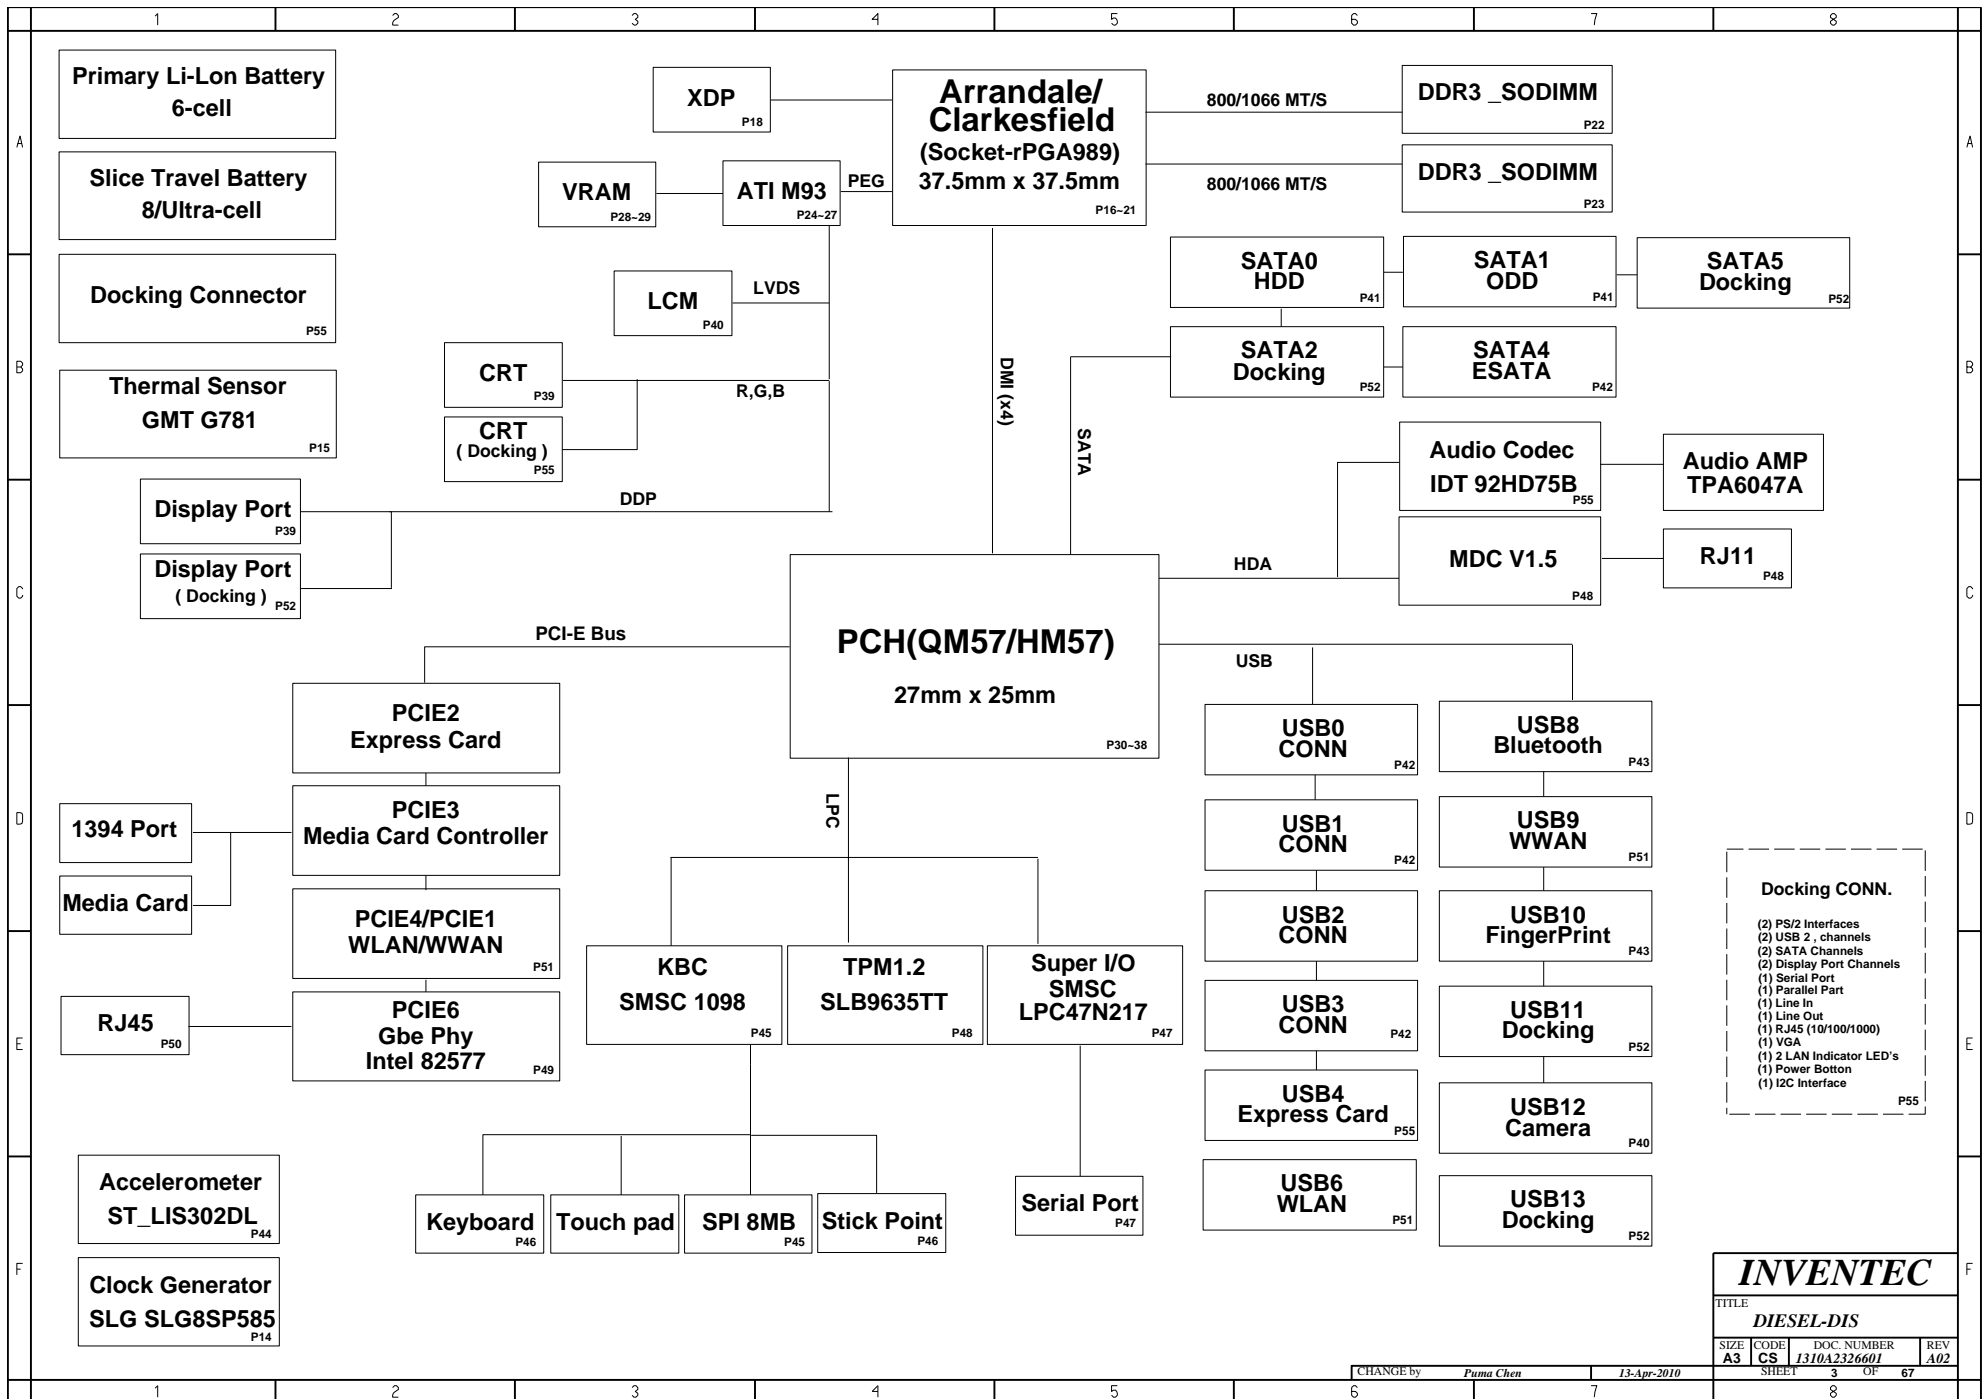 1 2 3 4 5 6 7 8
A
B
C
D
E
F
A
B
C
D
E
F
Primary Li-Lon Battery
6-cell
Slice Travel Battery
8/Ultra-cell
Docking Connector
P55
Thermal Sensor
GMT G781
P15
XDP
P18
VRAM
P28~29
ATI M93
P24~27
PEG
Arrandale/
Clarkesfield
(Socket-rPGA989)
37.5mm x 37.5mm
P16~21
800/1066 MT/S
DDR3 _SODIMM
P22
800/1066 MT/S
DDR3 _SODIMM
P23
LCM
P40
LVDS
CRT
P39
R,G,B
CRT
( Docking )
P55
Display Port
P39
DDP
Display Port
( Docking )
P52
DMI (x4)
SATA
SATA0
HDD
P41
SATA1
ODD
P41
SATA5
Docking
P52
SATA2
Docking
P52
SATA4
ESATA
P42
Audio Codec
IDT 92HD75B
P55
Audio AMP
TPA6047A
HDA
MDC V1.5
P48
RJ11
P48
PCI-E Bus
PCH(QM57/HM57)
27mm x 25mm
P30~38
USB
LPC
PCIE2
Express Card
PCIE3
Media Card Controller
1394 Port
Media Card
PCIE4/PCIE1
WLAN/WWAN
P51
RJ45
P50
PCIE6
Gbe Phy
Intel 82577
P49
KBC
SMSC 1098
P45
TPM1.2
SLB9635TT
P48
Super I/O
SMSC
LPC47N217
P47
Keyboard
P46
Touch pad
SPI 8MB
P45
Stick Point
P46
Serial Port
P47
USB0
CONN
P42
USB1
CONN
P42
USB2
CONN
USB3
CONN
P42
USB4
Express Card
P55
USB6
WLAN
P51
USB8
Bluetooth
P43
USB9
WWAN
P51
USB10
FingerPrint
P43
USB11
Docking
P52
USB12
Camera
P40
USB13
Docking
P52
Docking CONN.
(2) PS/2 Interfaces
(2) USB 2 , channels
(2) SATA Channels
(2) Display Port Channels
(1) Serial Port
(1) Parallel Part
(1) Line In
(1) Line Out
(1) RJ45 (10/100/1000)
(1) VGA
(1) 2 LAN Indicator LED's
(1) Power Botton
(1) I2C Interface
P55
Accelerometer
ST_LIS302DL
P44
Clock Generator
SLG SLG8SP585
P14
INVENTEC
TITLE
DIESEL-DIS
SIZE CODE DOC. NUMBER REV
A3 CS 1310A2326601 A02
CHANGE by Puma Chen 13-Apr-2010 SHEET 3 OF 67
1 2 3 4 5 6 7 8